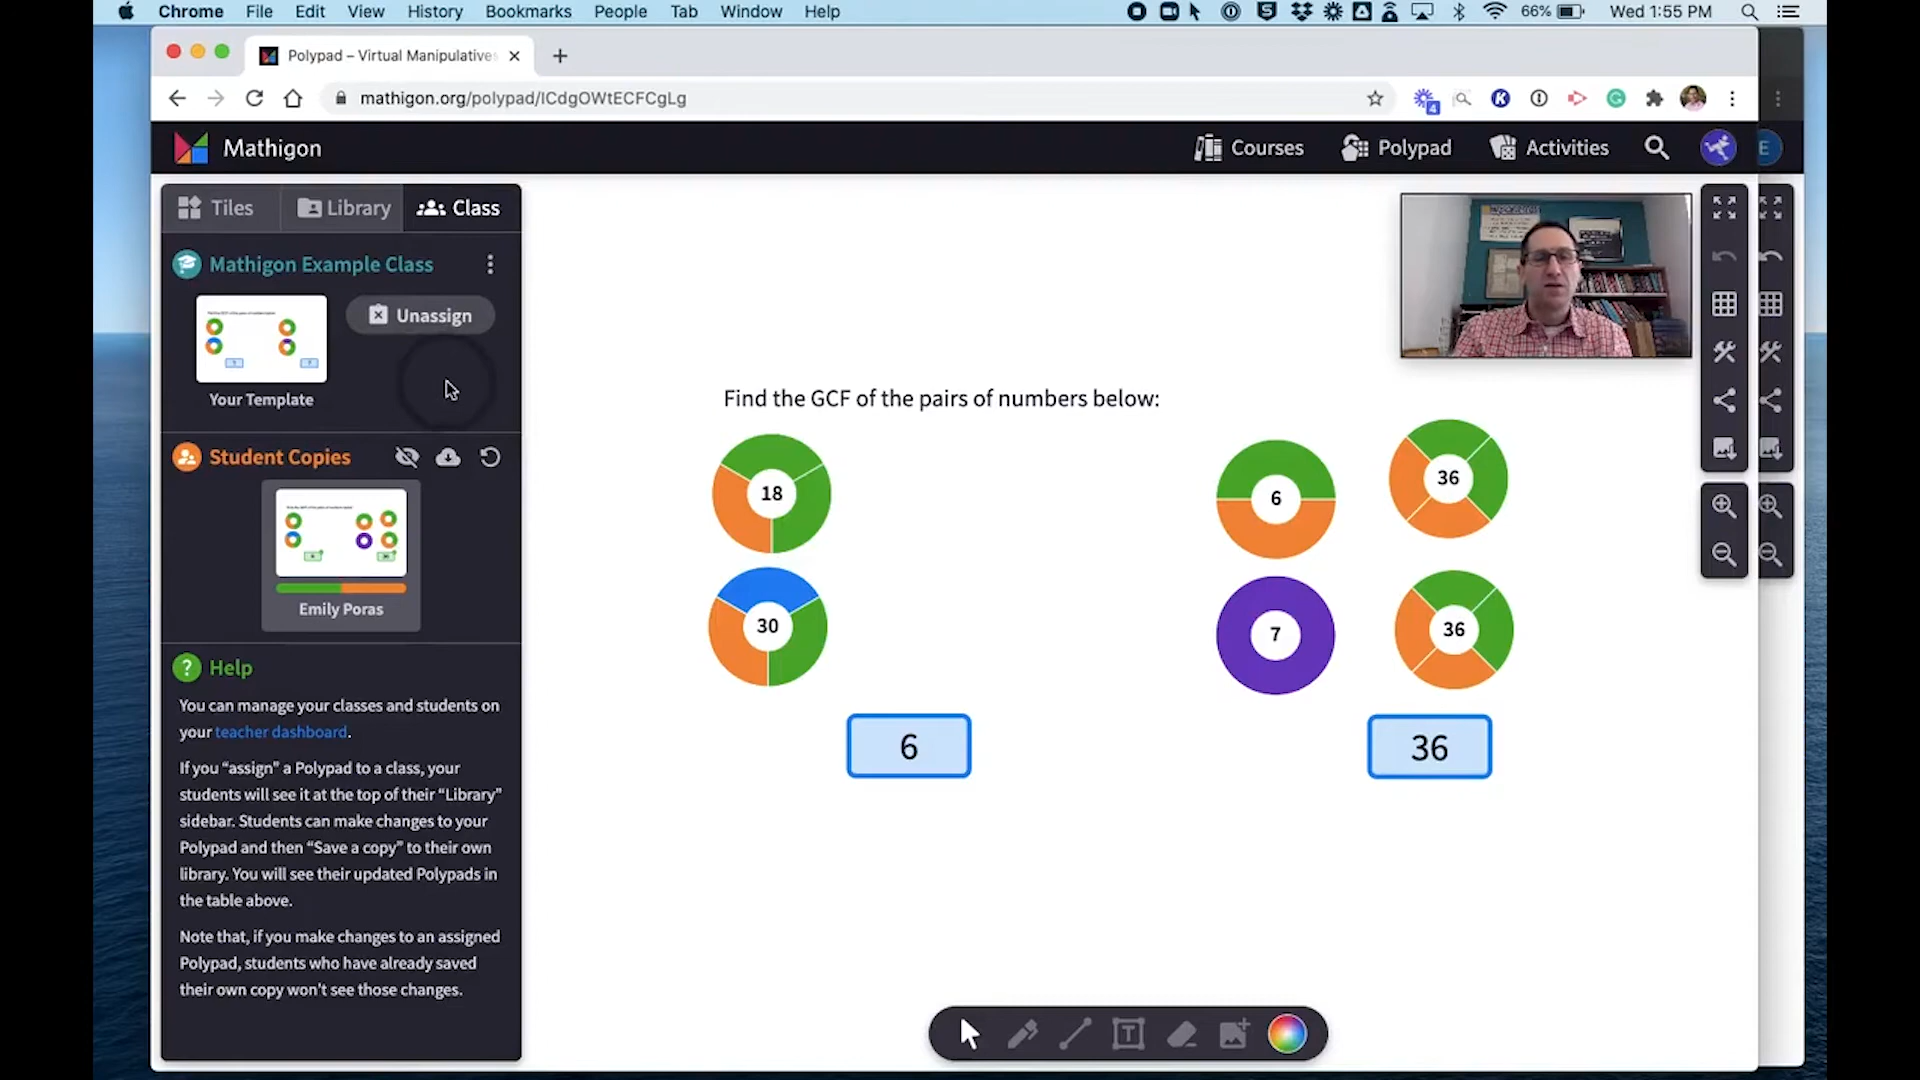 Chrome File Edit View History Bookmarks People Tab Window Help 66% Wed 1:55 PM
Polypad – Virtual Manipulatives
mathigon.org/polypad/lCdgOWtECFCgLg
4
Mathigon Courses Polypad Activities E
Tiles Library Class
Mathigon Example Class
Unassign
Your Template
Student Copies
Emily Poras
? Help
You can manage your classes and students on
your teacher dashboard.
If you “assign” a Polypad to a class, your
students will see it at the top of their “Library”
sidebar. Students can make changes to your
Polypad and then “Save a copy” to their own
library. You will see their updated Polypads in
the table above.
Note that, if you make changes to an assigned
Polypad, students who have already saved
their own copy won't see those changes.
Find the GCF of the pairs of numbers below:
18
6
36
30
7
36
6
36
T